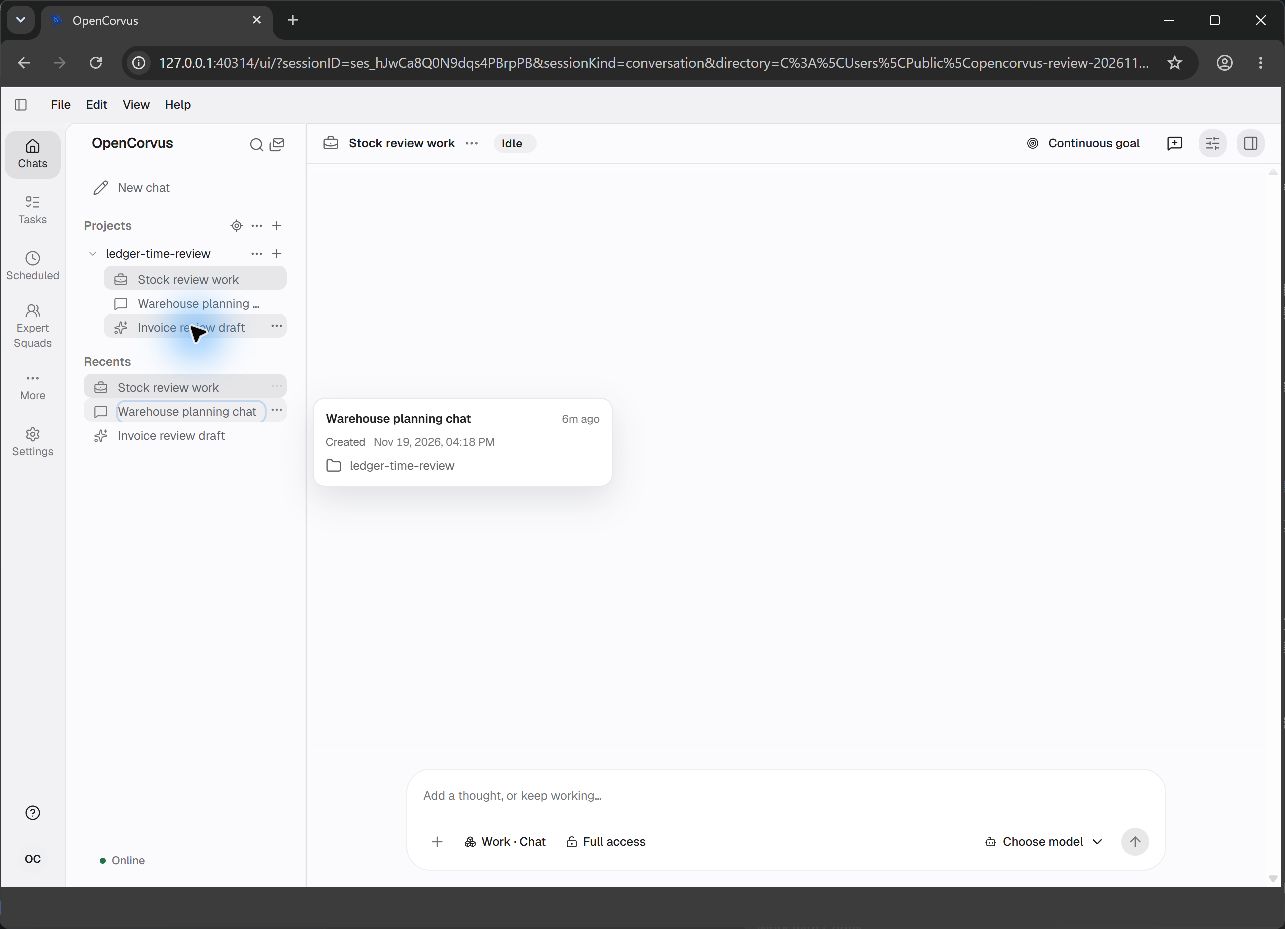 OpenCorvus
127.0.0.1:40314/ui/?sessionID=ses_hJwCa8Q0N9dqs4PBrpPB&sessionKind=conversation&directory=C%3A%5CUsers%5CPublic%5Copencorvus-review-202611...
File Edit View Help
Chats
Tasks
Scheduled
Expert
Squads
More
Settings
OC
OpenCorvus
New chat
Projects
ledger-time-review
Stock review work
Warehouse planning ...
Invoice review draft
Recents
Stock review work
Warehouse planning chat
Invoice review draft
Online
Stock review work ... Idle
Continuous goal
Warehouse planning chat 6m ago
Created Nov 19, 2026, 04:18 PM
ledger-time-review
Add a thought, or keep working...
Work · Chat Full access Choose model